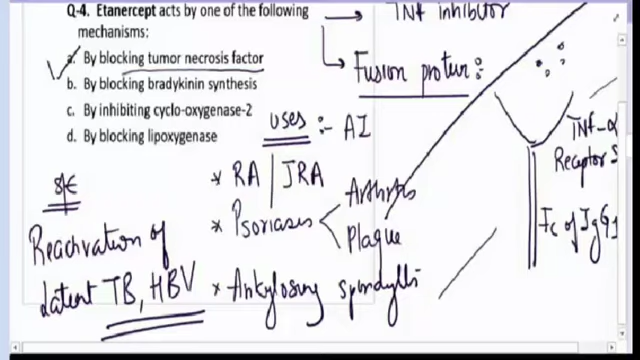 Q-4. Etanercept acts by one of the following
mechanisms:
a. By blocking tumor necrosis factor
b. By blocking bradykinin synthesis
c. By inhibiting cyclo-oxygenase-2
d. By blocking lipoxygenase
TNf inhibitor
Fusion protein :
Uses :- AI
* RA | JRA
* Psoriasis
Arthritis
Plaque
* Ankylosing spondylitis
S/E
Reactivation of
Latent TB, HBV
TNf-α
Receptor
Fc of IgG1